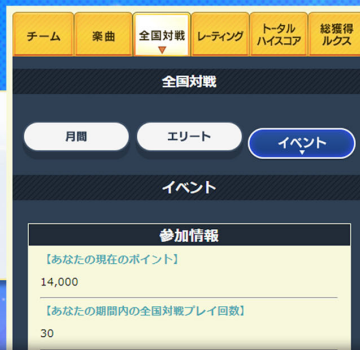 チーム
楽曲
全国対戦
レーティング
トータル
ハイスコア
総獲得
ルクス
全国対戦
月間
エリート
イベント
イベント
参加情報
【あなたの現在のポイント】
14,000
【あなたの期間内の全国対戦プレイ回数】
30